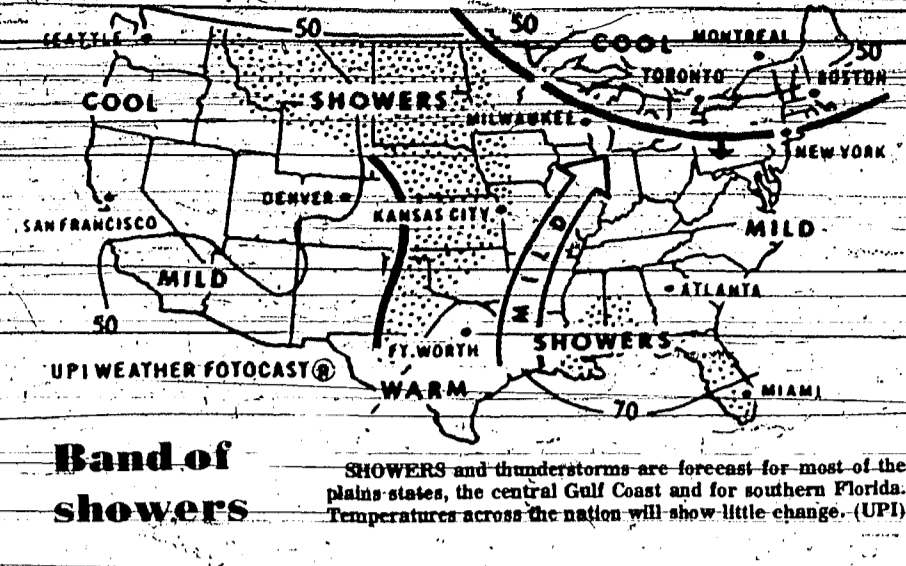 50
50
SEATTLE
COOL
MONTREAL
50
TORONTO
BOSTON
COOL
SHOWERS
MILWAUKEE
NEW YORK
DENVER
KANSAS CITY
SAN FRANCISCO
MILD
MILD
MILD
ATLANTA
50
FT. WORTH
SHOWERS
UPI WEATHER FOTOCAST ®
WARM
MIAMI
70
Band of
showers
SHOWERS and thunderstorms are forecast for most of the
plains states, the central Gulf Coast and for southern Florida.
Temperatures across the nation will show little change. (UPI)